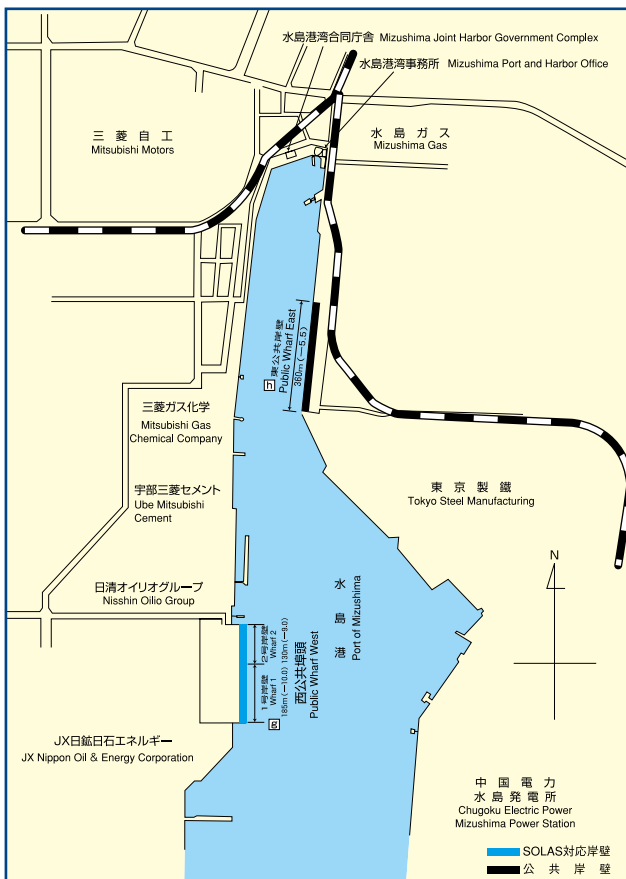 水島港湾合同庁舎 Mizushima Joint Harbor Government Complex
水島港湾事務所 Mizushima Port and Harbor Office
三菱自工
Mitsubishi Motors
水島ガス
Mizushima Gas
東公共岸壁
Public Wharf East
360m(−5.5)
h
三菱ガス化学
Mitsubishi Gas
Chemical Company
宇部三菱セメント
Ube Mitsubishi
Cement
東京製鐵
Tokyo Steel Manufacturing
N
日清オイリオグループ
Nisshin Oilio Group
水島港
Port of Mizushima
2号岸壁
Wharf 2
130m(−9.0)
1号岸壁
Wharf 1
185m(−10.0)
西公共埠頭
Public Wharf West
g
JX日鉱日石エネルギー
JX Nippon Oil & Energy Corporation
中国電力
水島発電所
Chugoku Electric Power
Mizushima Power Station
SOLAS対応岸壁
公共岸壁